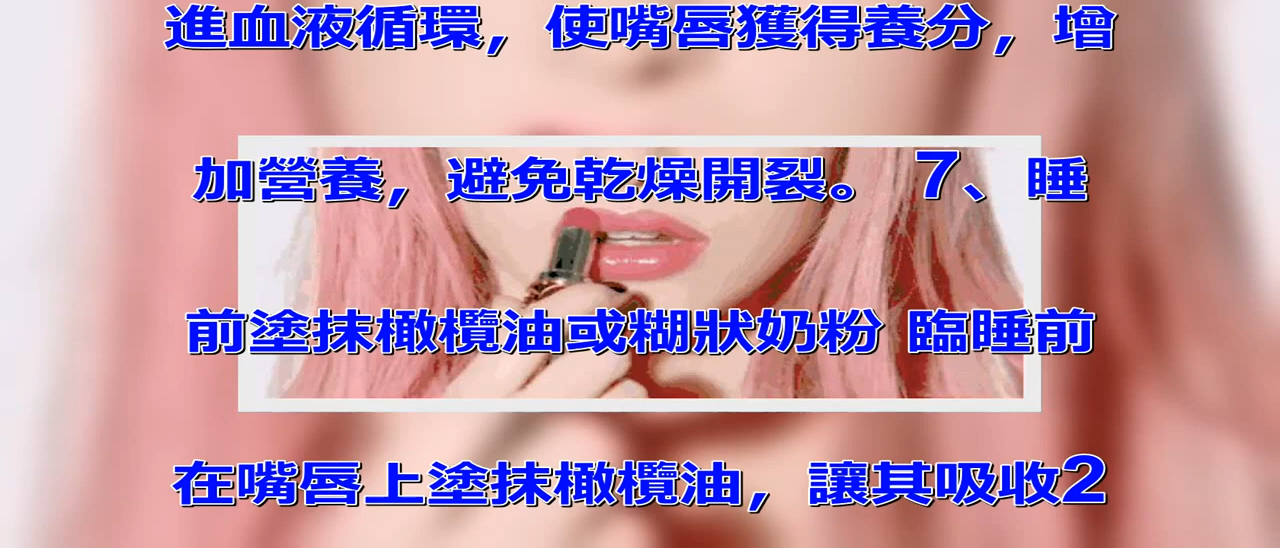 進血液循環，使嘴唇獲得養分，增
加營養，避免乾燥開裂。 7、睡
前塗抹橄欖油或糊狀奶粉 臨睡前
在嘴唇上塗抹橄欖油，讓其吸收2